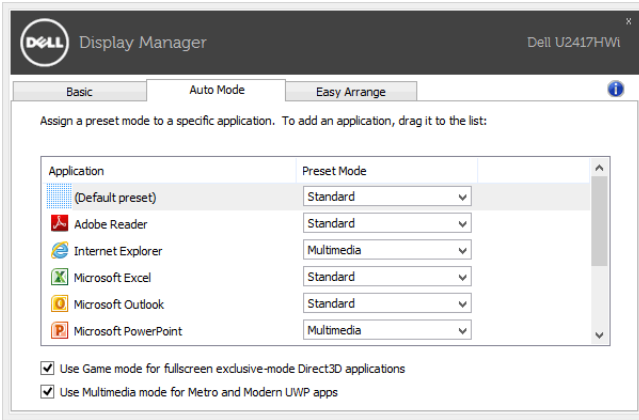 DELL Display Manager Dell U2417HWi
x
Basic Auto Mode Easy Arrange i
Assign a preset mode to a specific application. To add an application, drag it to the list:
Application Preset Mode
(Default preset) Standard
Adobe Reader Standard
Internet Explorer Multimedia
Microsoft Excel Standard
Microsoft Outlook Standard
Microsoft PowerPoint Multimedia
Use Game mode for fullscreen exclusive-mode Direct3D applications
Use Multimedia mode for Metro and Modern UWP apps